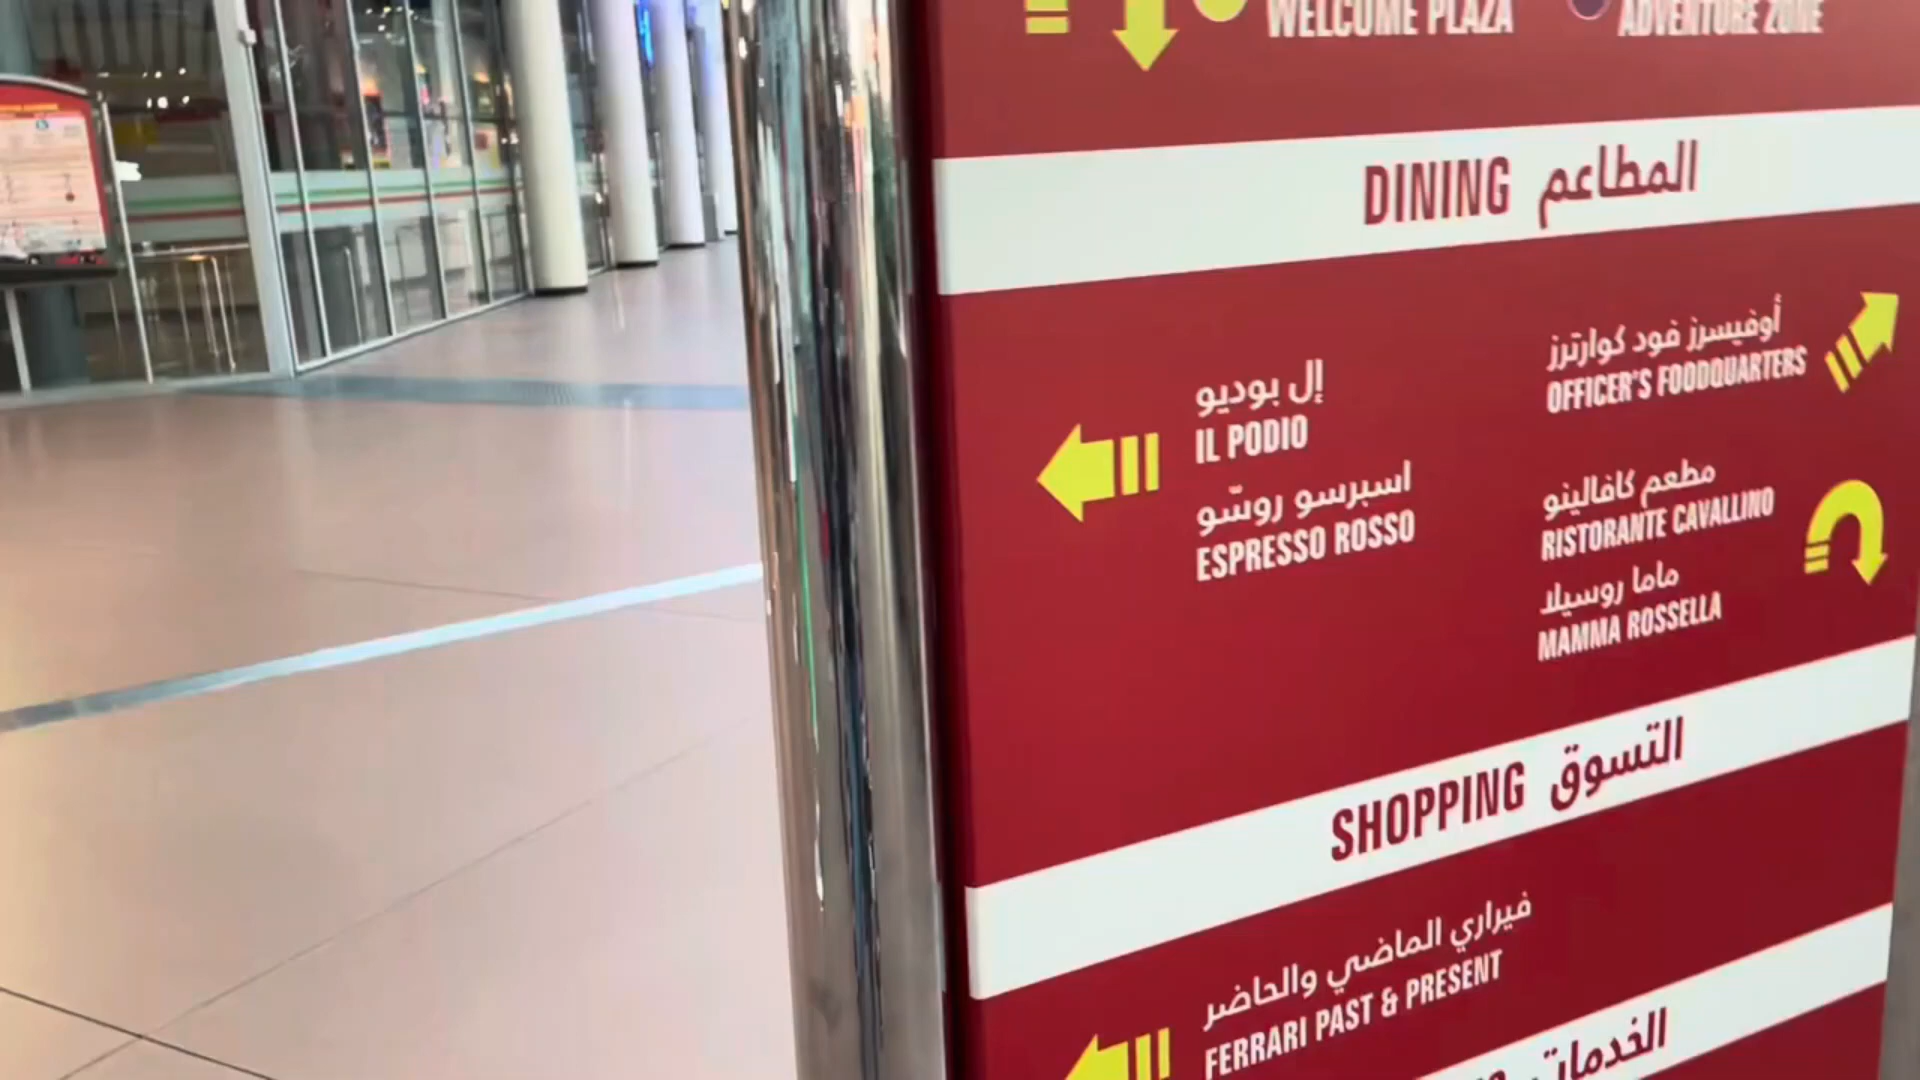 WELCOME PLAZA
ADVENTURE ZONE
DINING المطاعم
إل بوديو
IL PODIO
اسبرسو روسّو
ESPRESSO ROSSO
أوفيسرز فود كوارترز
OFFICER'S FOODQUARTERS
مطعم كافالينو
RISTORANTE CAVALLINO
ماما روسيلا
MAMMA ROSSELLA
SHOPPING التسوق
فيراري الماضي والحاضر
FERRARI PAST & PRESENT
الخدمات